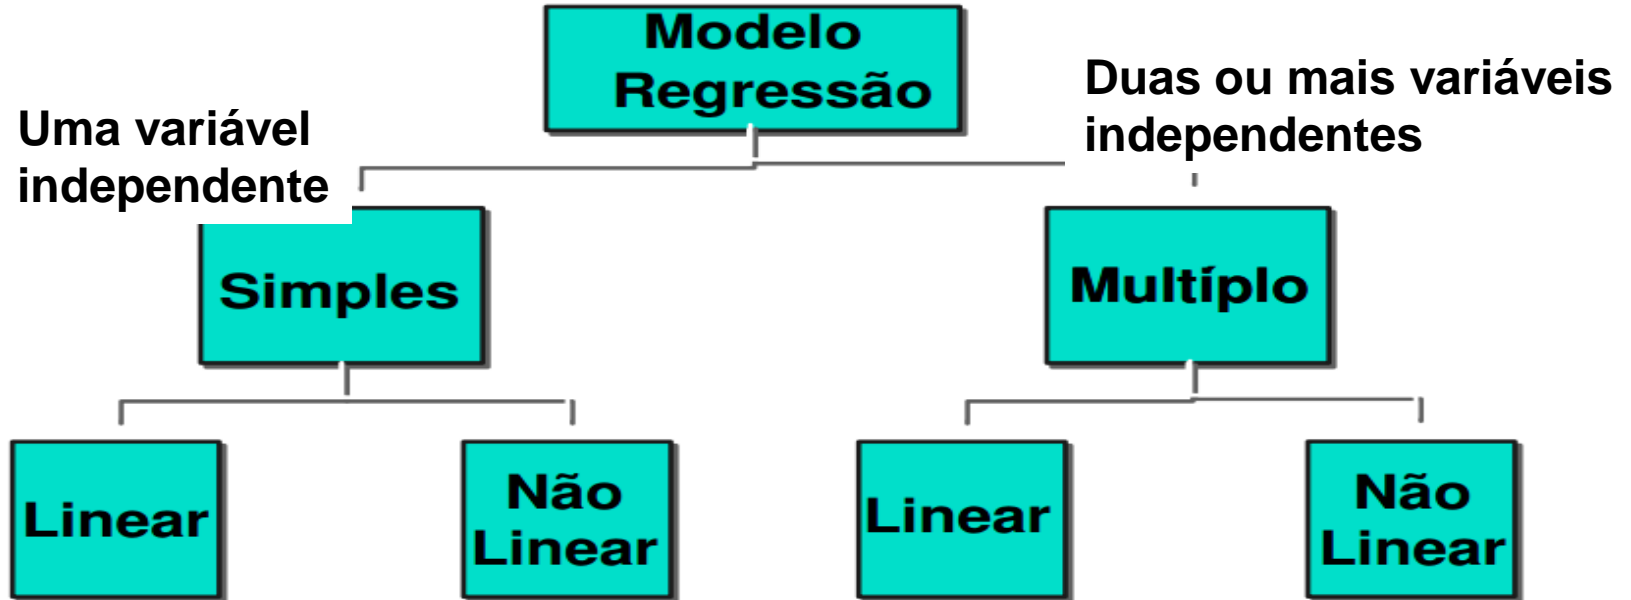 Modelo
Regressão
Duas ou mais variáveis
independentes
Uma variável
independente
Simples
Multíplo
Linear
Não
Linear
Linear
Não
Linear